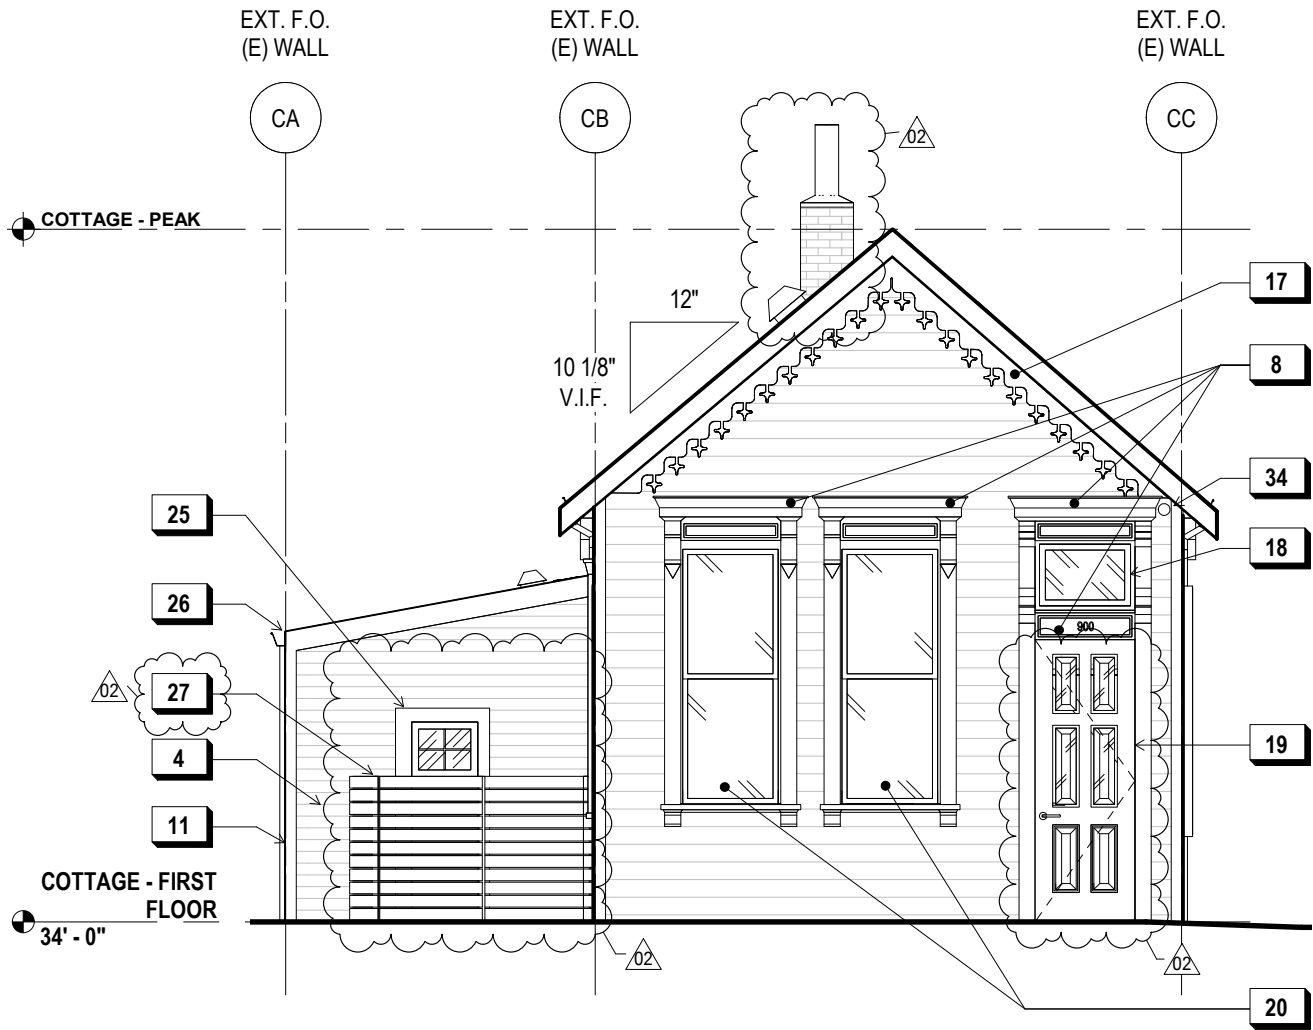 EXT. F.O.
(E) WALL
EXT. F.O.
(E) WALL
EXT. F.O.
(E) WALL
CA
CB
CC
02
COTTAGE - PEAK
17
12"
10 1/8"
V.I.F.
8
34
25
18
26
900
27
02
4
19
11
COTTAGE - FIRST
FLOOR
34' - 0"
02
02
20